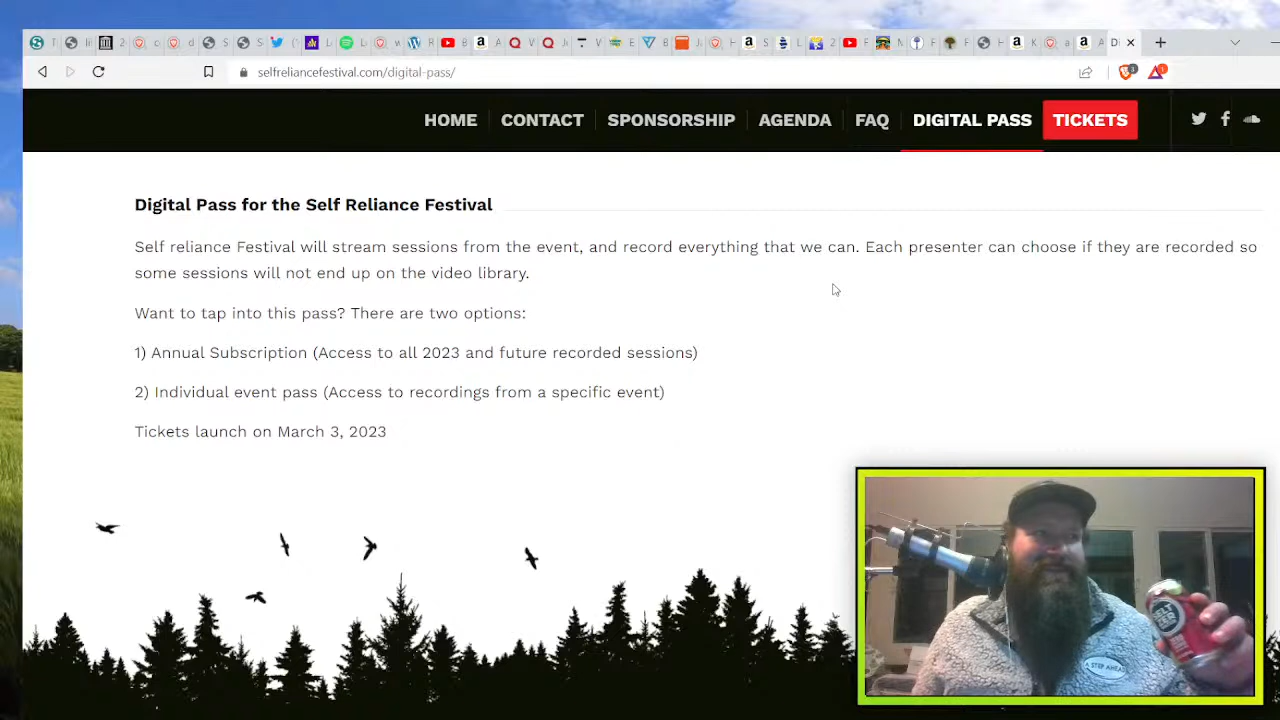 selfreliancefestival.com/digital-pass/
HOME
CONTACT
SPONSORSHIP
AGENDA
FAQ
DIGITAL PASS
TICKETS
Digital Pass for the Self Reliance Festival
Self reliance Festival will stream sessions from the event, and record everything that we can. Each presenter can choose if they are recorded so
some sessions will not end up on the video library.
Want to tap into this pass? There are two options:
1) Annual Subscription (Access to all 2023 and future recorded sessions)
2) Individual event pass (Access to recordings from a specific event)
Tickets launch on March 3, 2023
A STEP AHEAD